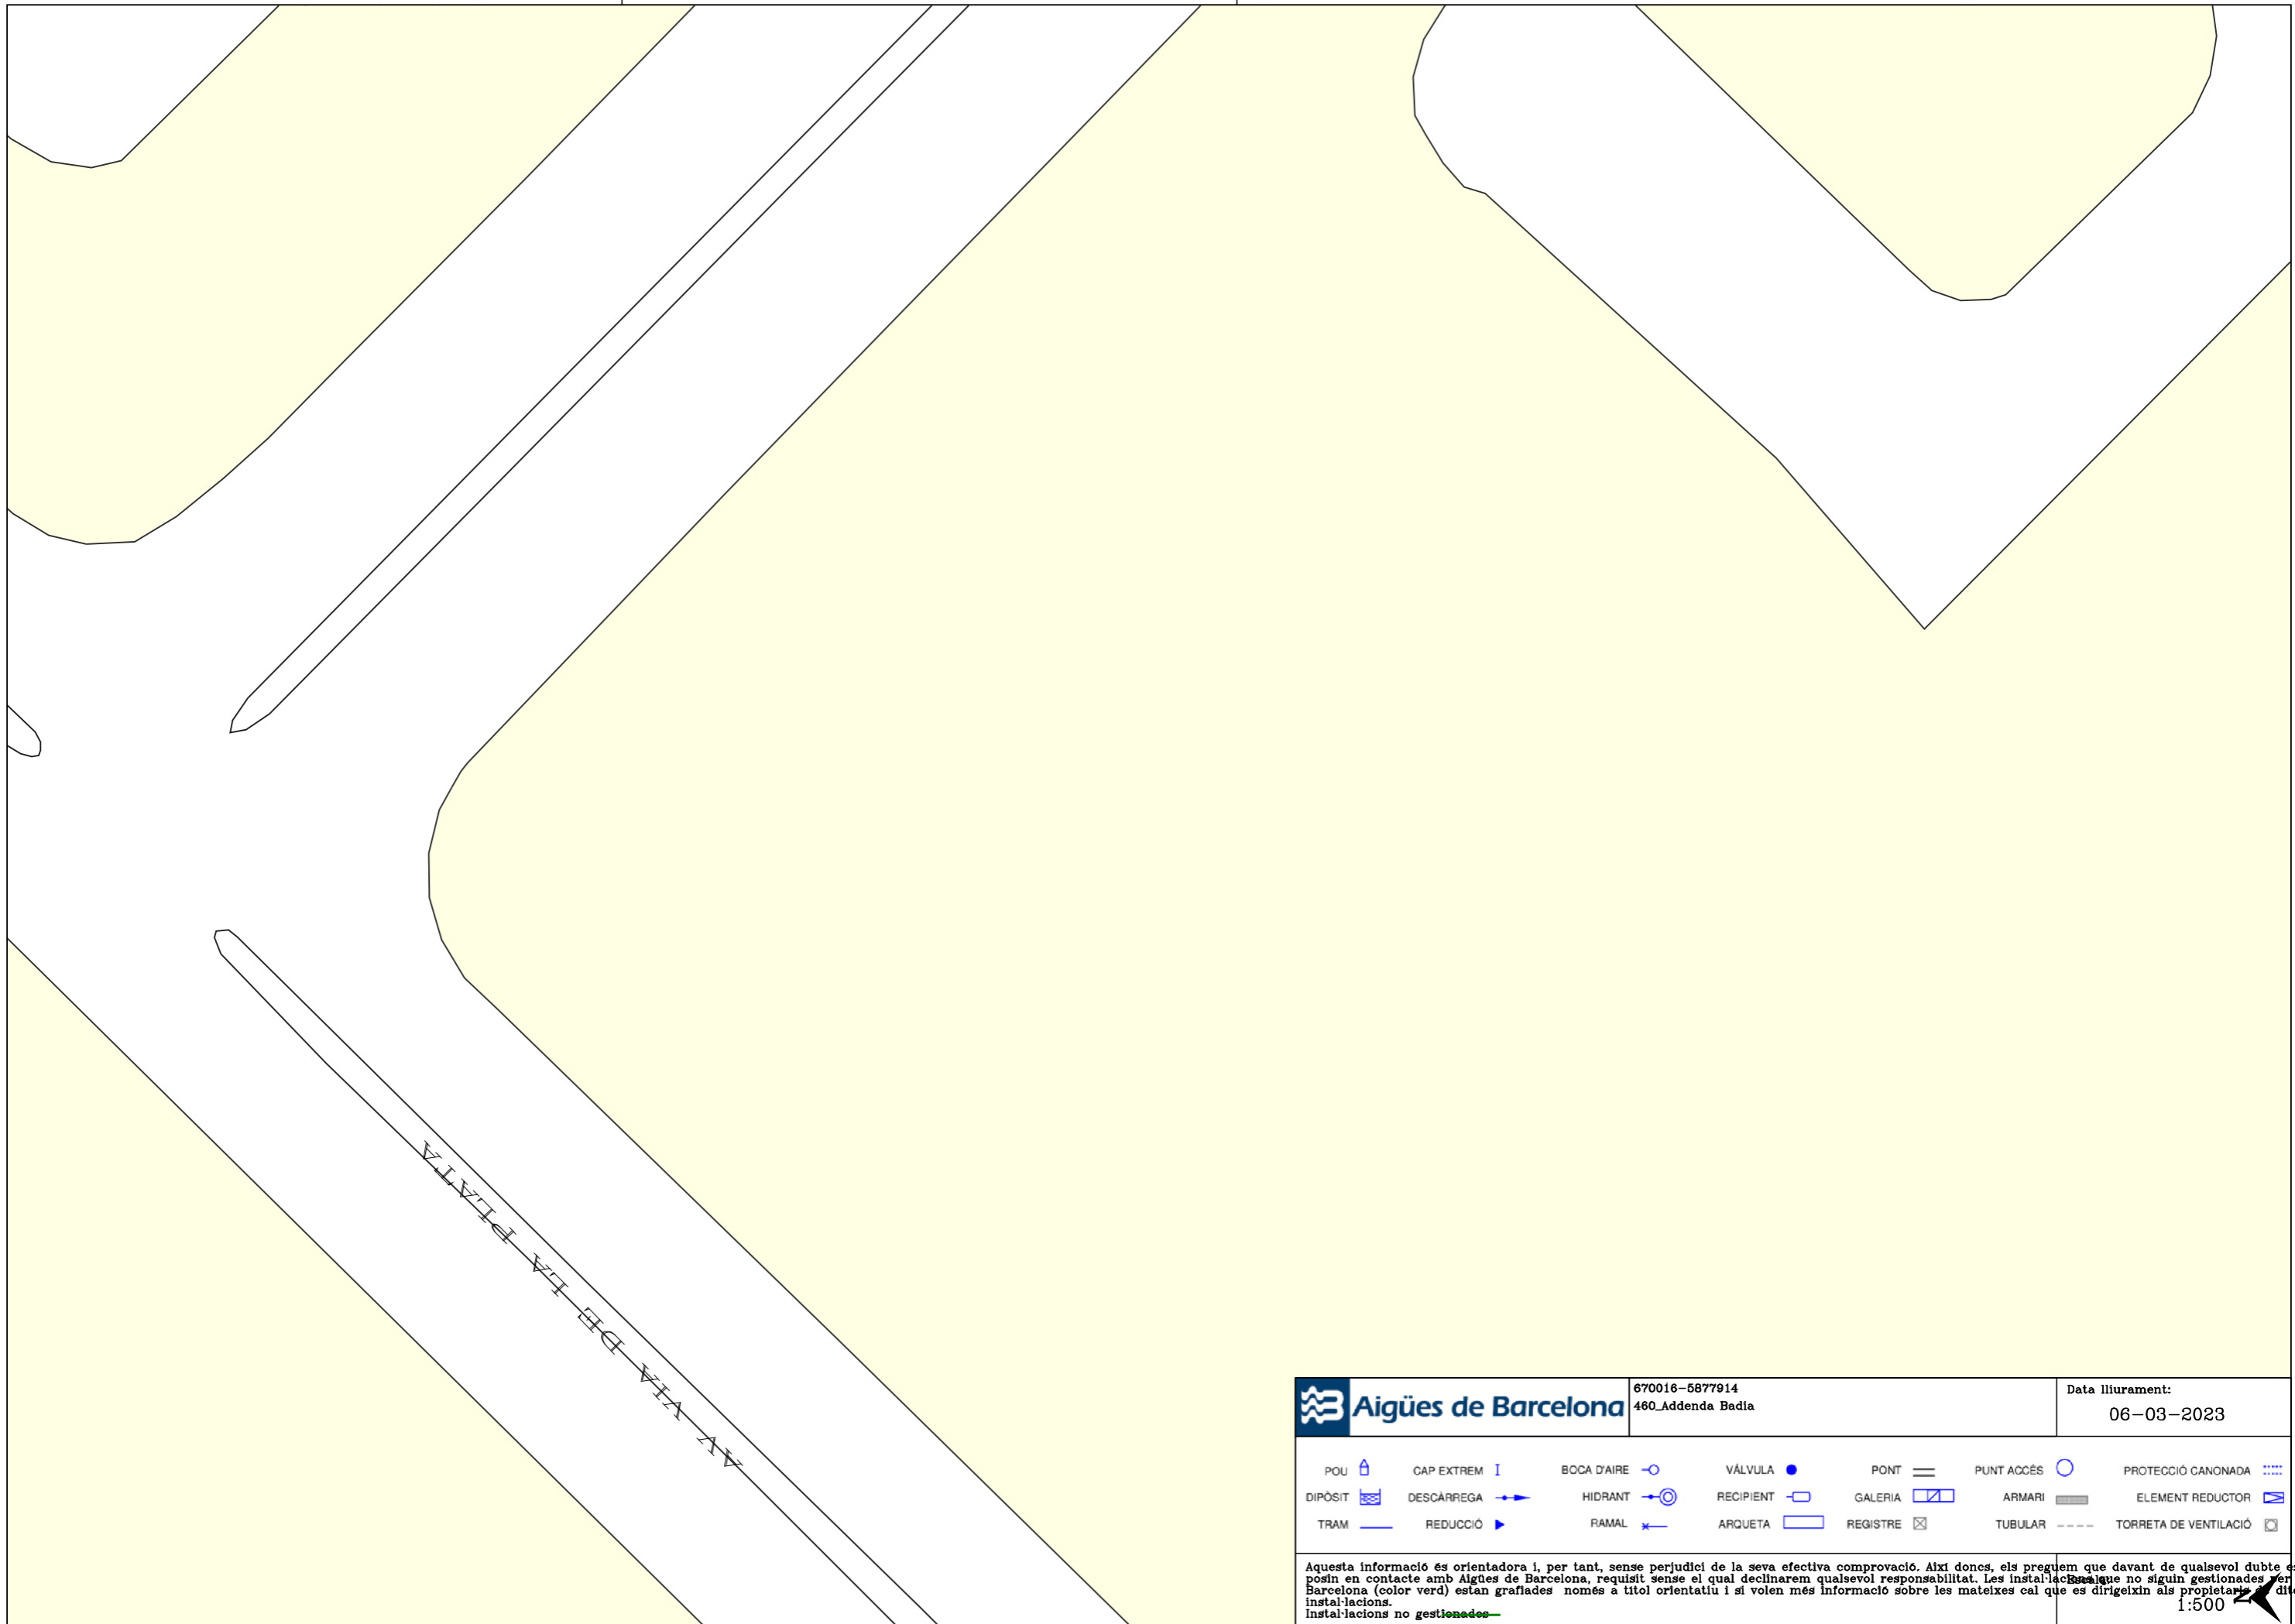 AV VIA DE LA PLATA
Aigües de Barcelona
670016-5877914
460_Addenda Badia
Data lliurament:
06-03-2023
POU CAP EXTREM BOCA D'AIRE VÁLVULA PONT PUNT ACCÉS PROTECCIÓ CANONADA
DIPÒSIT DESCÀRREGA HIDRANT RECIPIENT GALERIA ARMARI ELEMENT REDUCTOR
TRAM REDUCCIÓ RAMAL ARQUETA REGISTRE TUBULAR TORRETA DE VENTILACIÓ
Aquesta informació és orientadora i, per tant, sense perjudici de la seva efectiva comprovació. Així doncs, els preguem que davant de qualsevol dubte es
posin en contacte amb Aigües de Barcelona, requisit sense el qual declinarem qualsevol responsabilitat. Les instal·lacions que no siguin gestionades per
Barcelona (color verd) estan grafiades només a títol orientatiu i si volen més informació sobre les mateixes cal que es dirigeixin als propietaris de
instal·lacions.
Instal·lacions no gestionades
Escala:
1:500
N